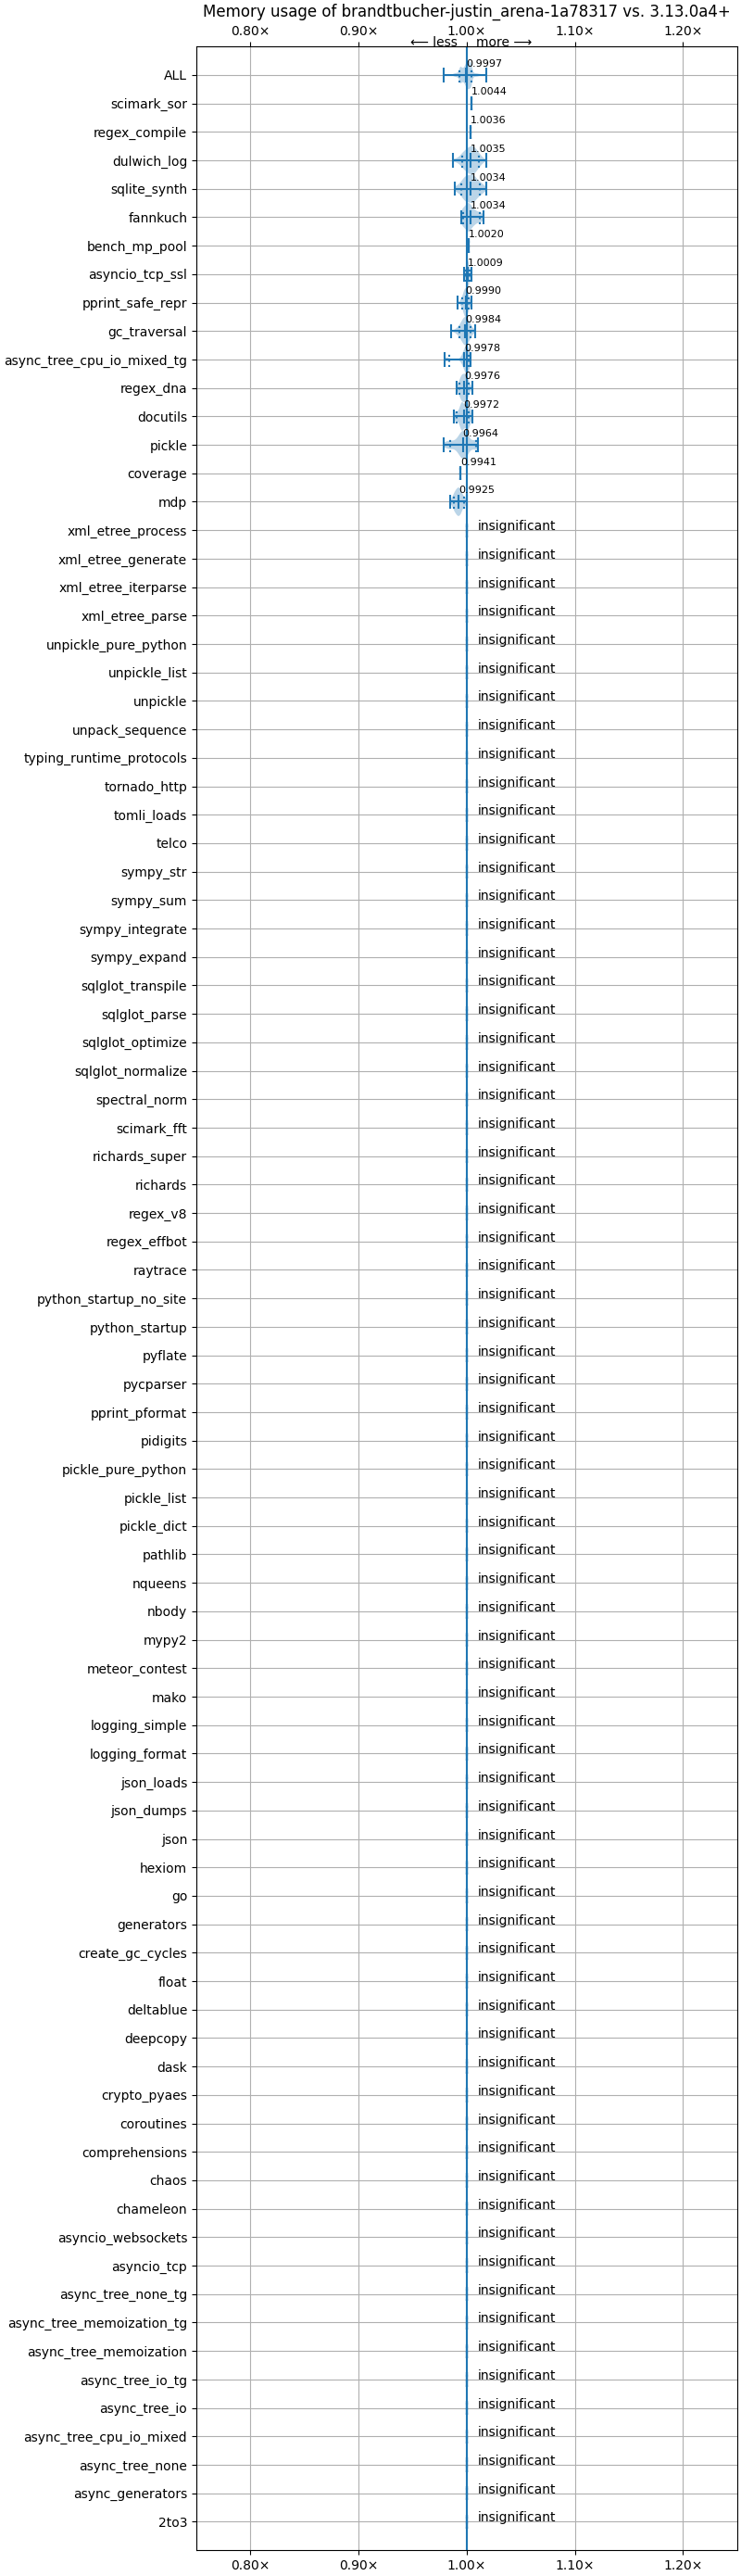 Memory usage of brandtbucher-justin_arena-1a78317 vs. 3.13.0a4+
0.80× 0.90× 1.00× 1.10× 1.20×
⟵ less more ⟶
ALL 0.9997
scimark_sor 1.0044
regex_compile 1.0036
dulwich_log 1.0035
sqlite_synth 1.0034
fannkuch 1.0034
bench_mp_pool 1.0020
asyncio_tcp_ssl 1.0009
pprint_safe_repr 0.9990
gc_traversal 0.9984
async_tree_cpu_io_mixed_tg 0.9978
regex_dna 0.9976
docutils 0.9972
pickle 0.9964
coverage 0.9941
mdp 0.9925
xml_etree_process insignificant
xml_etree_generate insignificant
xml_etree_iterparse insignificant
xml_etree_parse insignificant
unpickle_pure_python insignificant
unpickle_list insignificant
unpickle insignificant
unpack_sequence insignificant
typing_runtime_protocols insignificant
tornado_http insignificant
tomli_loads insignificant
telco insignificant
sympy_str insignificant
sympy_sum insignificant
sympy_integrate insignificant
sympy_expand insignificant
sqlglot_transpile insignificant
sqlglot_parse insignificant
sqlglot_optimize insignificant
sqlglot_normalize insignificant
spectral_norm insignificant
scimark_fft insignificant
richards_super insignificant
richards insignificant
regex_v8 insignificant
regex_effbot insignificant
raytrace insignificant
python_startup_no_site insignificant
python_startup insignificant
pyflate insignificant
pycparser insignificant
pprint_pformat insignificant
pidigits insignificant
pickle_pure_python insignificant
pickle_list insignificant
pickle_dict insignificant
pathlib insignificant
nqueens insignificant
nbody insignificant
mypy2 insignificant
meteor_contest insignificant
mako insignificant
logging_simple insignificant
logging_format insignificant
json_loads insignificant
json_dumps insignificant
json insignificant
hexiom insignificant
go insignificant
generators insignificant
create_gc_cycles insignificant
float insignificant
deltablue insignificant
deepcopy insignificant
dask insignificant
crypto_pyaes insignificant
coroutines insignificant
comprehensions insignificant
chaos insignificant
chameleon insignificant
asyncio_websockets insignificant
asyncio_tcp insignificant
async_tree_none_tg insignificant
async_tree_memoization_tg insignificant
async_tree_memoization insignificant
async_tree_io_tg insignificant
async_tree_io insignificant
async_tree_cpu_io_mixed insignificant
async_tree_none insignificant
async_generators insignificant
2to3 insignificant
0.80× 0.90× 1.00× 1.10× 1.20×